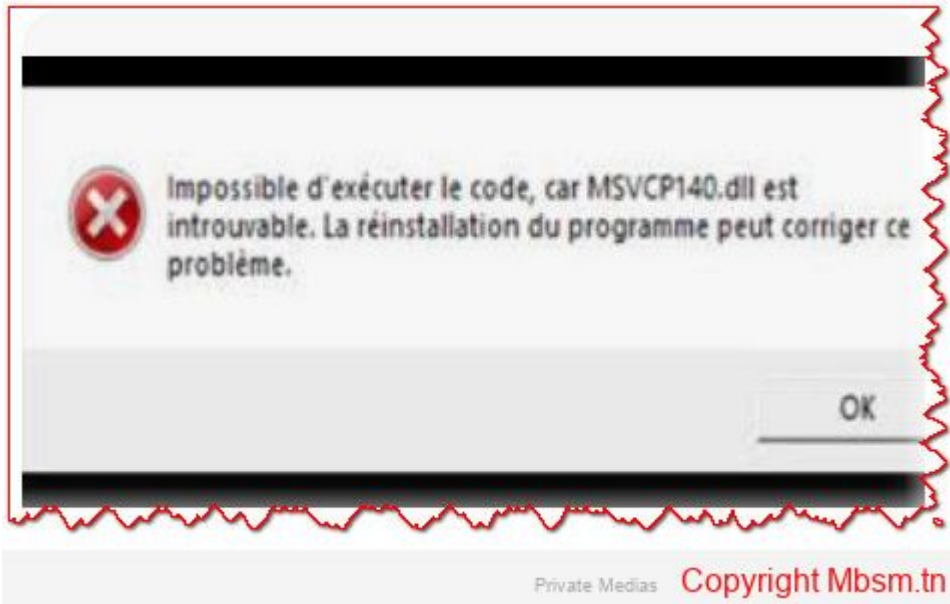 Impossible d'exécuter le code, car MSVCP140.dll est
introuvable. La réinstallation du programme peut corriger ce
problème.
OK
Private Medias Copyright Mbsm.tn